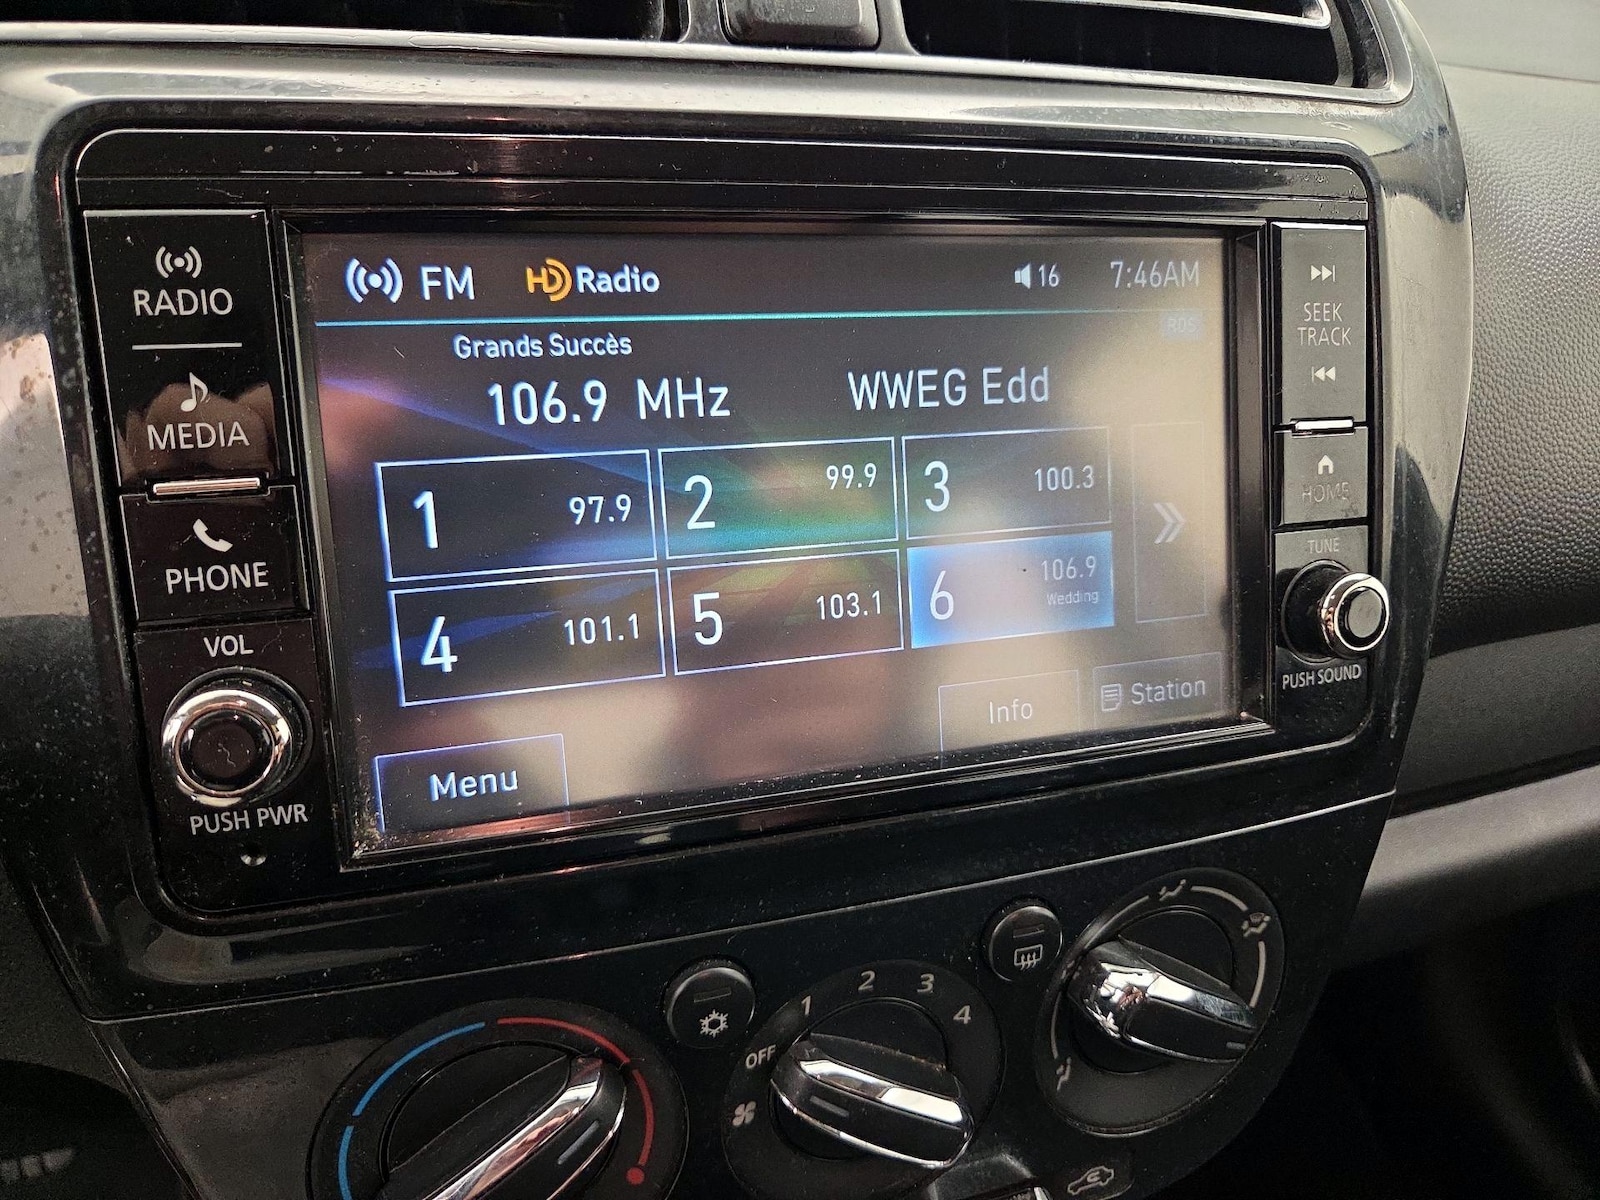 RADIO
MEDIA
PHONE
VOL
PUSH PWR
FM HD Radio 16 7:46AM
RDS
Grands Succès
106.9 MHz WWEG Edd
1 97.9 2 99.9 3 100.3
4 101.1 5 103.1 6 106.9
Wedding
Menu Info Station
SEEK
TRACK
HOME
TUNE
PUSH SOUND
OFF 1 2 3 4